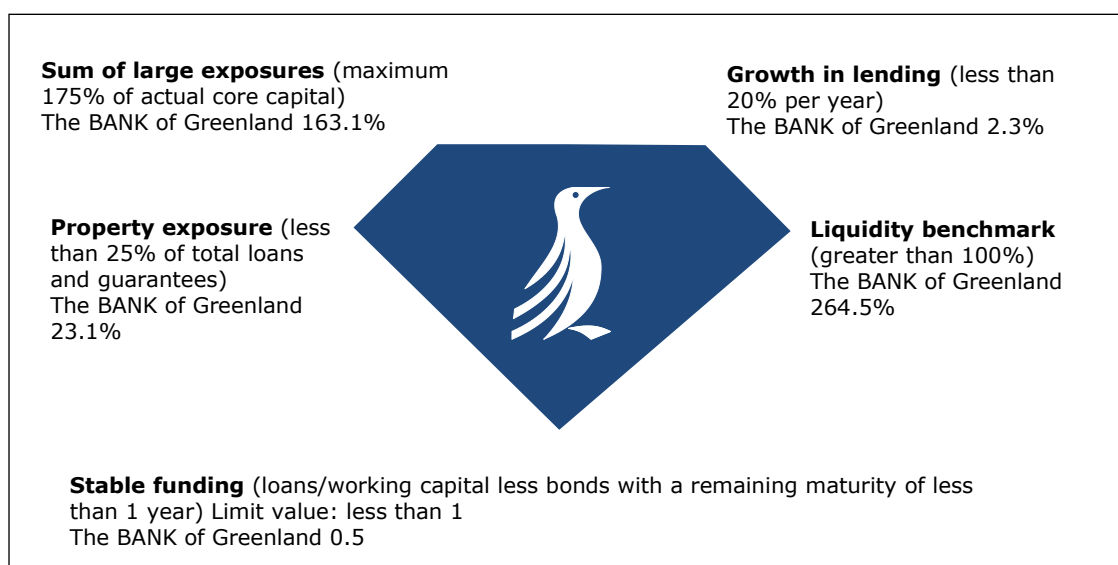 Sum of large exposures (maximum
175% of actual core capital)
The BANK of Greenland 163.1%
Growth in lending (less than
20% per year)
The BANK of Greenland 2.3%
Property exposure (less
than 25% of total loans
and guarantees)
The BANK of Greenland
23.1%
Liquidity benchmark
(greater than 100%)
The BANK of Greenland
264.5%
Stable funding (loans/working capital less bonds with a remaining maturity of less
than 1 year) Limit value: less than 1
The BANK of Greenland 0.5